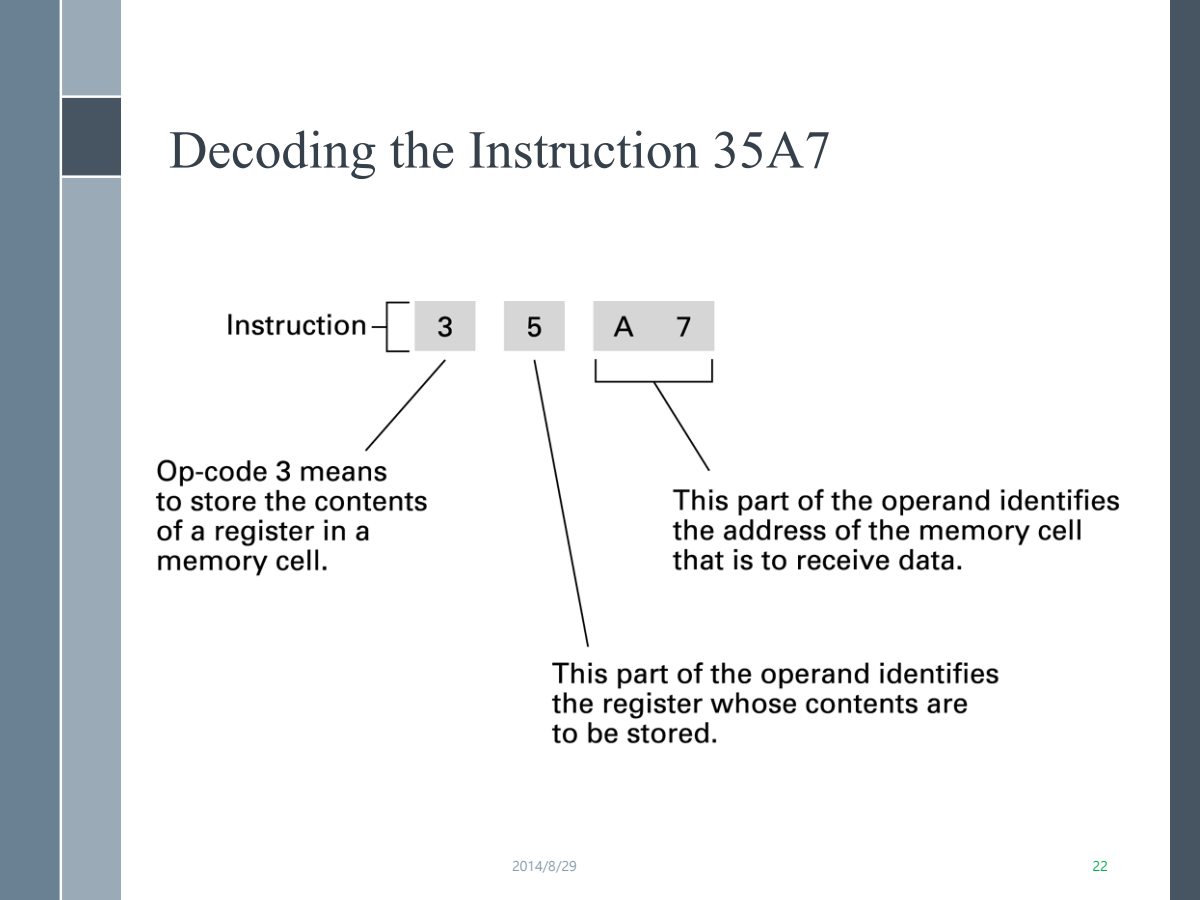 Decoding the Instruction 35A7
Instruction
3 5 A 7
Op-code 3 means
to store the contents
of a register in a
memory cell.
This part of the operand identifies
the address of the memory cell
that is to receive data.
This part of the operand identifies
the register whose contents are
to be stored.
2014/8/29
22